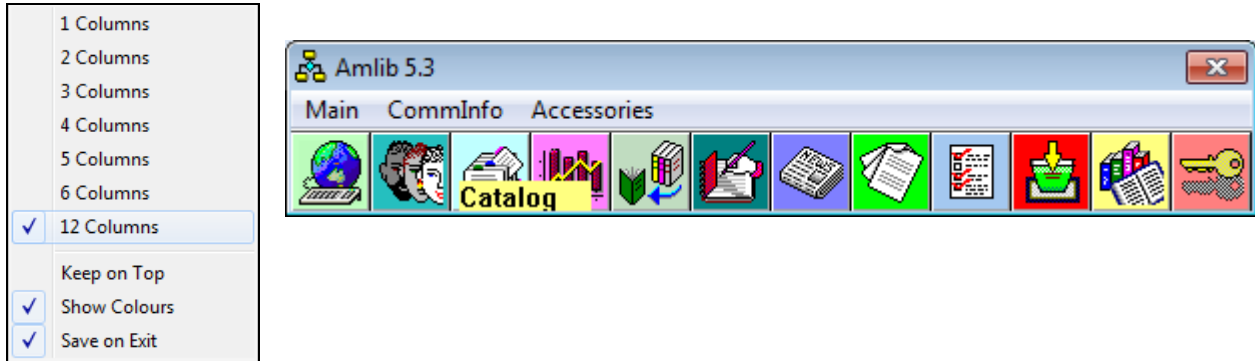 1 Columns
2 Columns
3 Columns
4 Columns
5 Columns
6 Columns
12 Columns
Keep on Top
Show Colours
Save on Exit
Amlib 5.3
Main CommInfo Accessories
NEWS
Catalog